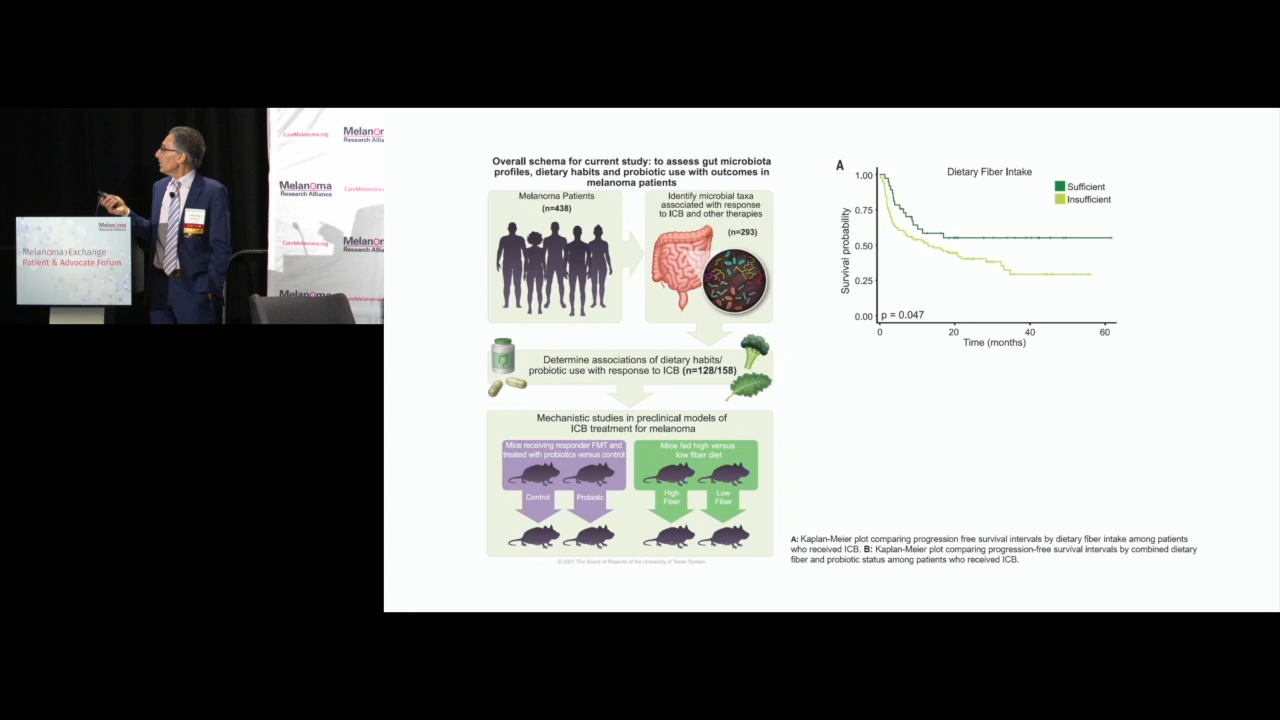 CureMelanoma.org
Melanoma
Research Alliance
CureMelanoma.org
CureMelanoma.org
Melanoma
Melanoma
Research Alliance
Melanoma›Exchange
Patient & Advocate Forum
Overall schema for current study: to assess gut microbiota
profiles, dietary habits and probiotic use with outcomes in
melanoma patients
Melanoma Patients
(n=438)
Identify microbial taxa
associated with response
to ICB and other therapies
(n=293)
Determine associations of dietary habits/
probiotic use with response to ICB (n=128/158)
Mechanistic studies in preclinical models of
ICB treatment for melanoma
Mice receiving responder FMT and
treated with probiotics versus control
Control
Probiotic
Mice fed high versus
low fiber diet
High
Fiber
Low
Fiber
© 2021 The Board of Regents of the University of Texas System
A
Dietary Fiber Intake
Sufficient
Insufficient
Survival probability
1.00
0.75
0.50
0.25
0.00
p = 0.047
0
20
40
60
Time (months)
A: Kaplan-Meier plot comparing progression free survival intervals by dietary fiber intake among patients
who received ICB. B: Kaplan-Meier plot comparing progression-free survival intervals by combined dietary
fiber and probiotic status among patients who received ICB.